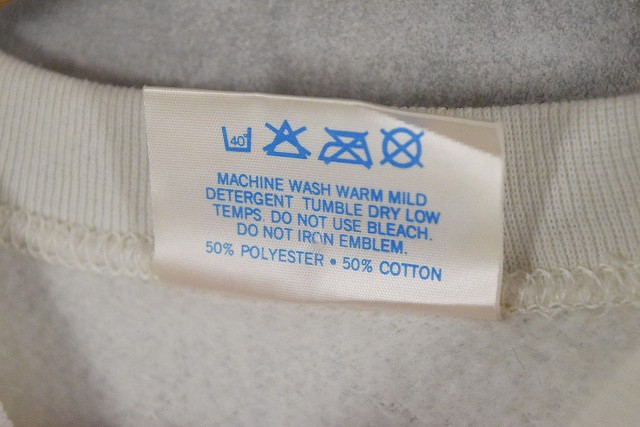 40°
MACHINE WASH WARM MILD
DETERGENT TUMBLE DRY LOW
TEMPS. DO NOT USE BLEACH.
DO NOT IRON EMBLEM.
50% POLYESTER • 50% COTTON